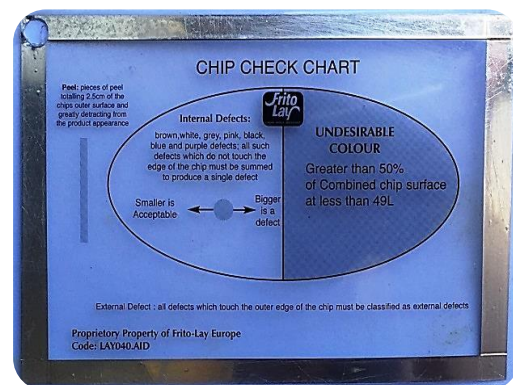 CHIP CHECK CHART
Peel: pieces of peel
totalling 2.5cm of the
chips outer surface and
greatly detracting from
the product appearance
Frito
Lay
Internal Defects:
brown,white, grey, pink, black,
blue and purple defects; all such
defects which do not touch the
edge of the chip must be summed
to produce a single defect
Smaller is
Acceptable
Bigger
is a
defect
UNDESIRABLE
COLOUR
Greater than 50%
of Combined chip surface
at less than 49L
External Defect : all defects which touch the outer edge of the chip must be classified as external defects
Proprietory Property of Frito-Lay Europe
Code: LAY040.AID